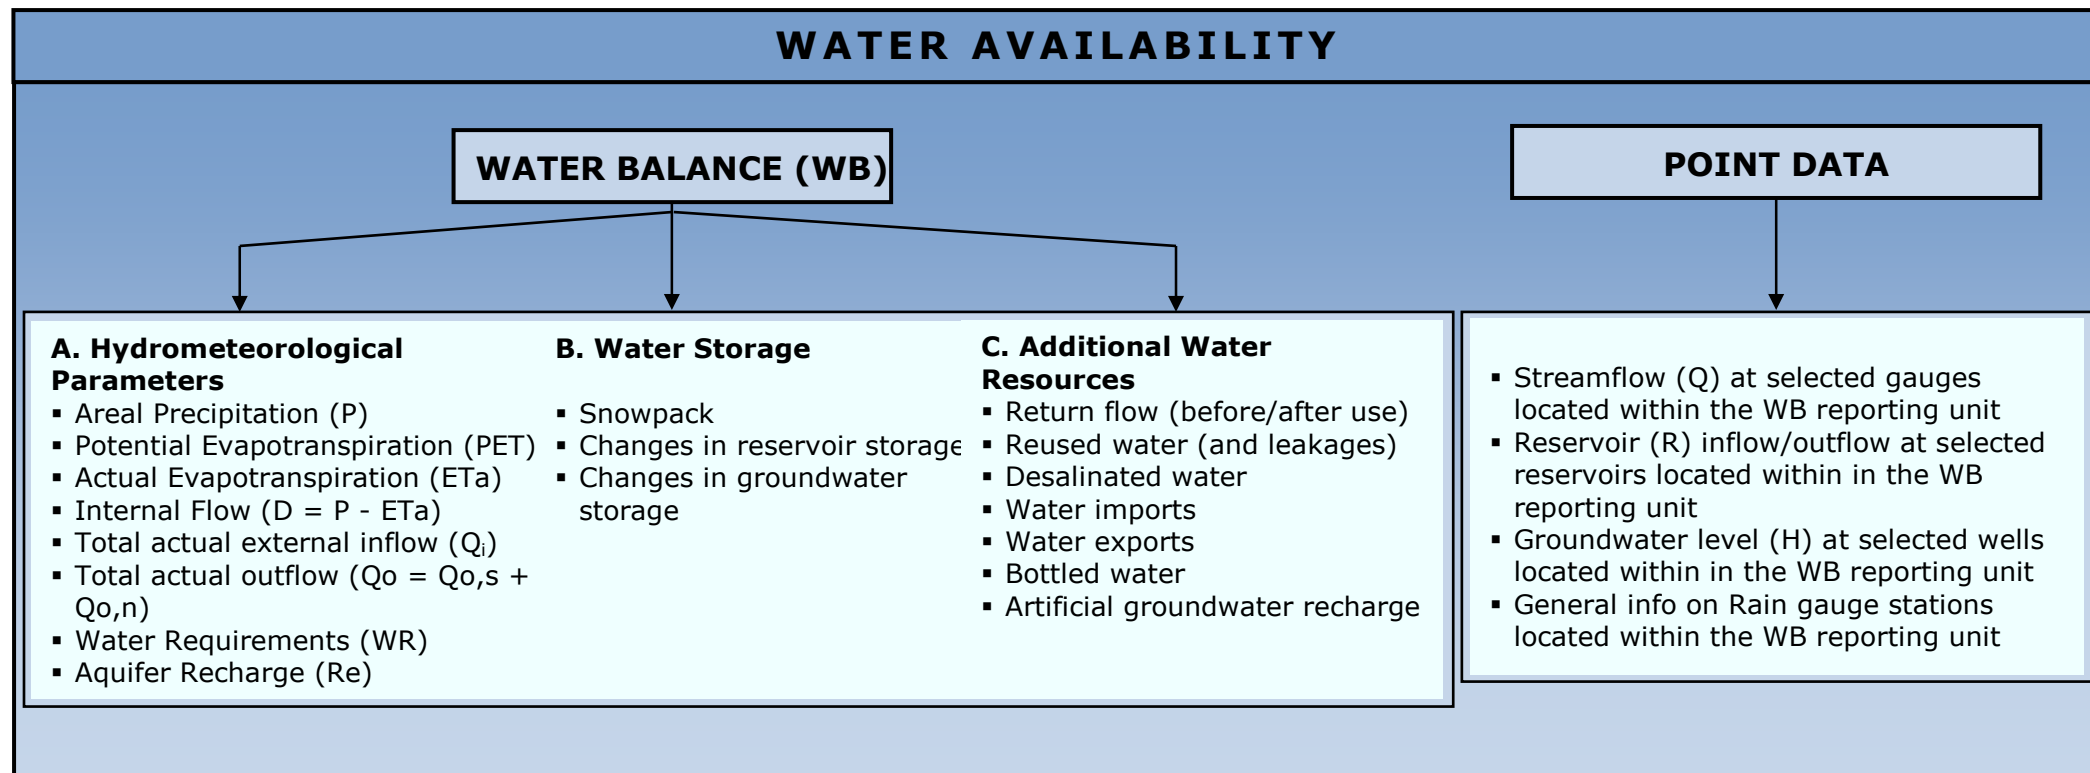 WATER AVAILABILITY
WATER BALANCE (WB)
POINT DATA
A. Hydrometeorological
Parameters
▪ Areal Precipitation (P)
▪ Potential Evapotranspiration (PET)
▪ Actual Evapotranspiration (ETa)
▪ Internal Flow (D = P - ETa)
▪ Total actual external inflow (Qi)
▪ Total actual outflow (Qo = Qo,s +
Qo,n)
▪ Water Requirements (WR)
▪ Aquifer Recharge (Re)
B. Water Storage
▪ Snowpack
▪ Changes in reservoir storage
▪ Changes in groundwater
storage
C. Additional Water
Resources
▪ Return flow (before/after use)
▪ Reused water (and leakages)
▪ Desalinated water
▪ Water imports
▪ Water exports
▪ Bottled water
▪ Artificial groundwater recharge
▪ Streamflow (Q) at selected gauges
located within the WB reporting unit
▪ Reservoir (R) inflow/outflow at selected
reservoirs located within in the WB
reporting unit
▪ Groundwater level (H) at selected wells
located within in the WB reporting unit
▪ General info on Rain gauge stations
located within the WB reporting unit